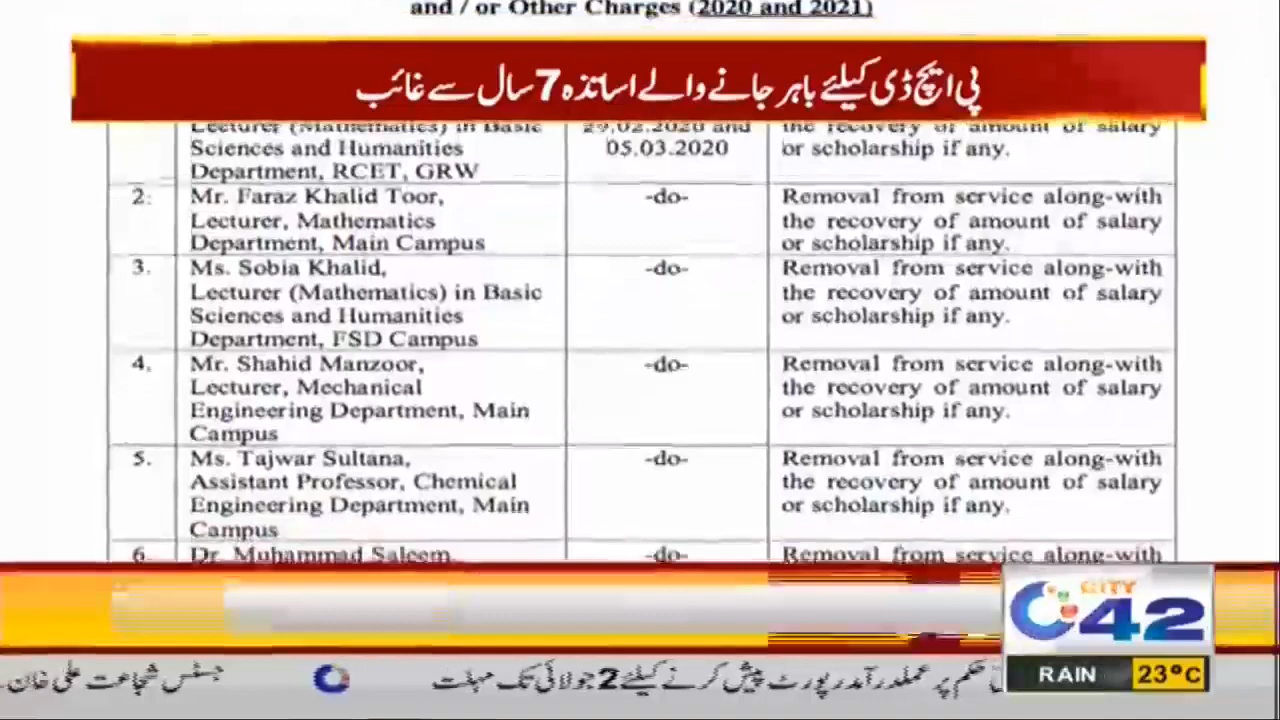 and / or Other Charges (2020 and 2021)
پی ایچ ڈی کیلئے باہر جانے والے اساتذہ 7 سال سے غائب
Lecturer (Mathematics) in Basic
Sciences and Humanities
Department, RCET, GRW
29.02.2020 and
05.03.2020
the recovery of amount of salary
or scholarship if any.
2.
Mr. Faraz Khalid Toor,
Lecturer, Mathematics
Department, Main Campus
-do-
Removal from service along-with
the recovery of amount of salary
or scholarship if any.
3.
Ms. Sobia Khalid,
Lecturer (Mathematics) in Basic
Sciences and Humanities
Department, FSD Campus
-do-
Removal from service along-with
the recovery of amount of salary
or scholarship if any.
4.
Mr. Shahid Manzoor,
Lecturer, Mechanical
Engineering Department, Main
Campus
-do-
Removal from service along-with
the recovery of amount of salary
or scholarship if any.
5.
Ms. Tajwar Sultana,
Assistant Professor, Chemical
Engineering Department, Main
Campus
-do-
Removal from service along-with
the recovery of amount of salary
or scholarship if any.
6.
Dr. Muhammad Saleem,
-do-
Removal from service along-with
CITY
42
RAIN 23°C
حکم پر عملدرآمد رپورٹ پیش کرنے کیلئے 2 جولائی تک مہلت
جسٹس شجاعت علی خان